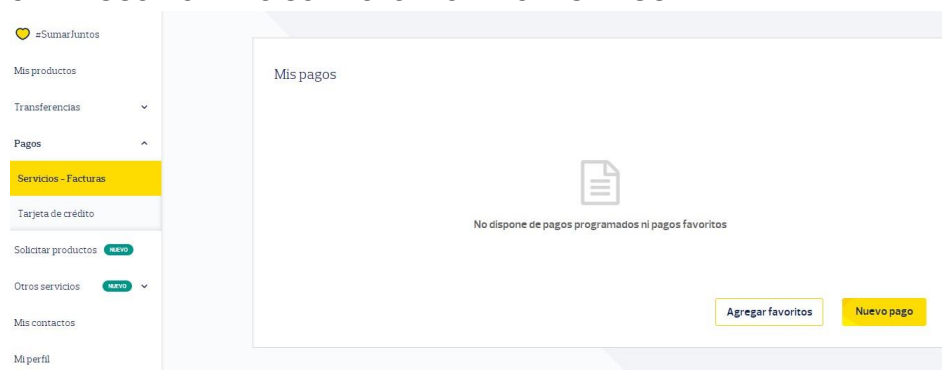 #SumarJuntos
Mis productos
Transferencias
Pagos
Servicios - Facturas
Tarjeta de crédito
Solicitar productos NUEVO
Otros servicios NUEVO
Mis contactos
Mi perfil
Mis pagos
No dispone de pagos programados ni pagos favoritos
Agregar favoritos
Nuevo pago